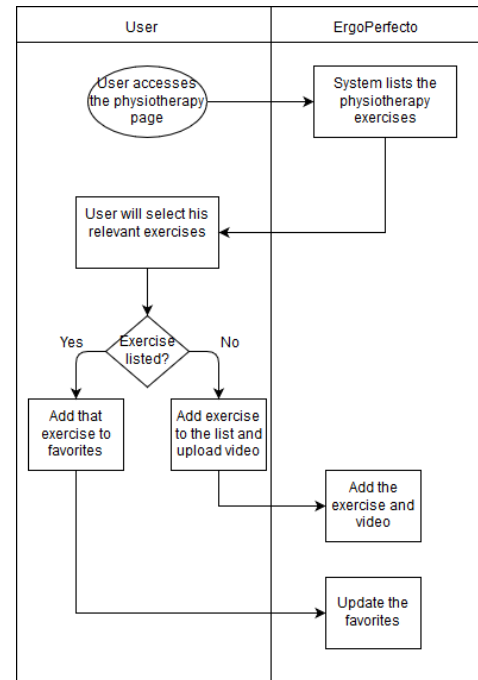 User
ErgoPerfecto
User accesses
the physiotherapy
page
System lists the
physiotherapy
exercises
User will select his
relevant exercises
Exercise
listed?
Yes
No
Add that
exercise to
favorites
Add exercise
to the list and
upload video
Add the
exercise and
video
Update the
favorites